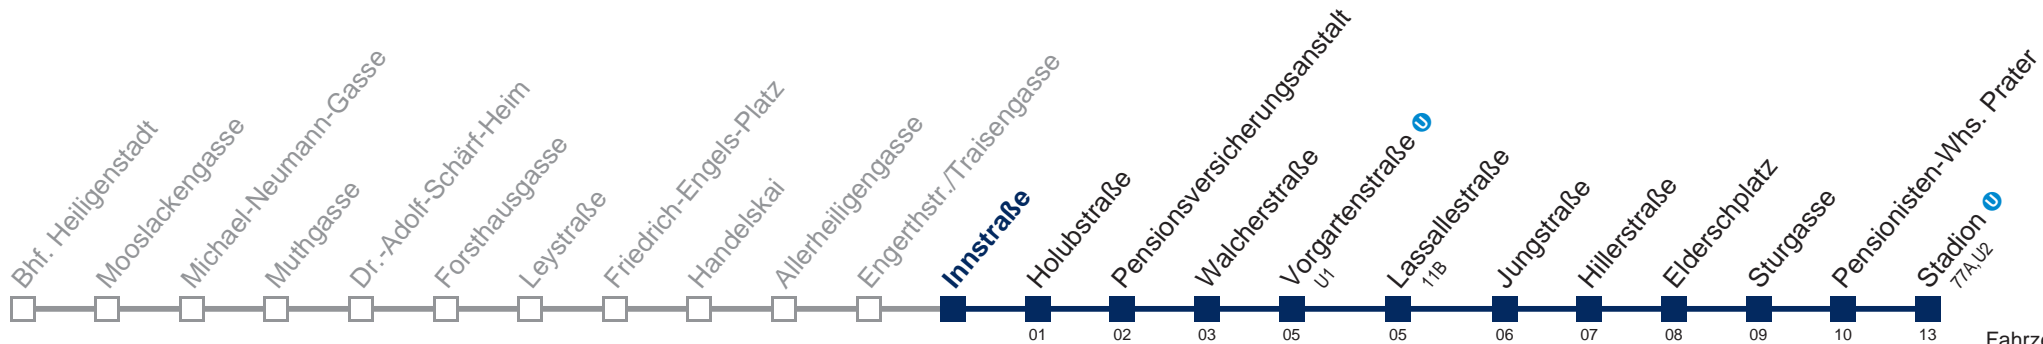 Bhf. Heiligenstadt
Mooslackengasse
Michael-Neumann-Gasse
Muthgasse
Dr.-Adolf-Schärf-Heim
Forsthausgasse
Leystraße
Friedrich-Engels-Platz
Handelskai
Allerheiligengasse
Engerthstr./Traisengasse
Innstraße
Holubstraße
Pensionsversicherungsanstalt
Walcherstraße
Vorgartenstraße U
U1
Lassallestraße
11B
Jungstraße
Hillerstraße
Elderschplatz
Sturgasse
Pensionisten-Whs. Prater
Stadion U
77A,U2
01 02 03 05 05 06 07 08 09 10 13
Fahrz